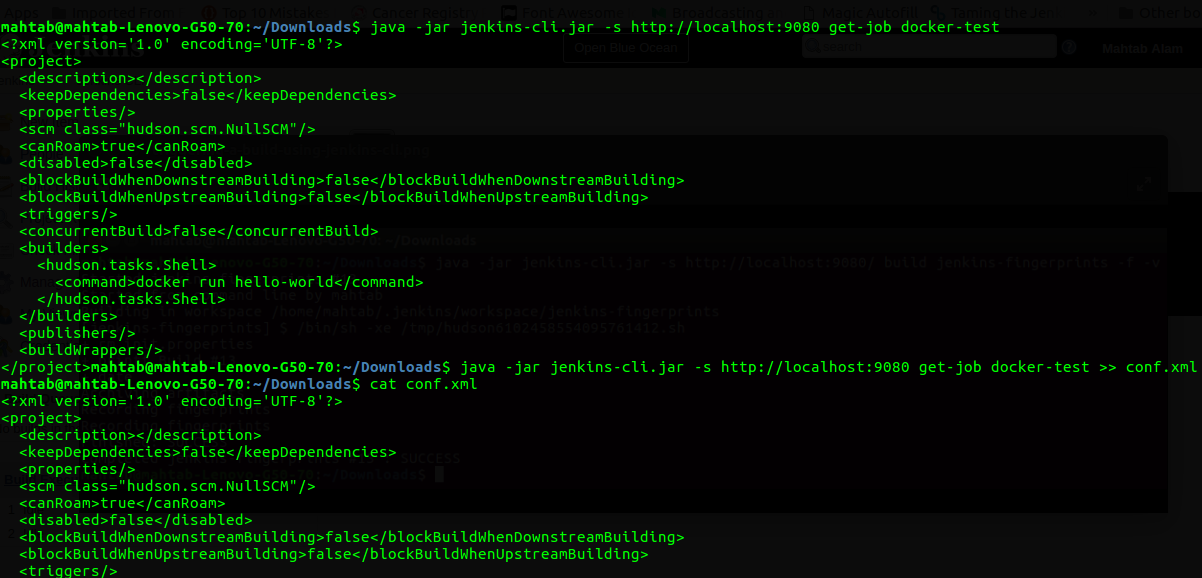 mahtab@mahtab-Lenovo-G50-70:~/Downloads$ java -jar jenkins-cli.jar -s http://localhost:9080 get-job docker-test
<?xml version='1.0' encoding='UTF-8'?>
<project>
  <description></description>
  <keepDependencies>false</keepDependencies>
  <properties/>
  <scm class="hudson.scm.NullSCM"/>
  <canRoam>true</canRoam>
  <disabled>false</disabled>
  <blockBuildWhenDownstreamBuilding>false</blockBuildWhenDownstreamBuilding>
  <blockBuildWhenUpstreamBuilding>false</blockBuildWhenUpstreamBuilding>
  <triggers/>
  <concurrentBuild>false</concurrentBuild>
  <builders>
    <hudson.tasks.Shell>
      <command>docker run hello-world</command>
    </hudson.tasks.Shell>
  </builders>
  <publishers/>
  <buildWrappers/>
</project>mahtab@mahtab-Lenovo-G50-70:~/Downloads$ java -jar jenkins-cli.jar -s http://localhost:9080 get-job docker-test >> conf.xml
mahtab@mahtab-Lenovo-G50-70:~/Downloads$ cat conf.xml
<?xml version='1.0' encoding='UTF-8'?>
<project>
  <description></description>
  <keepDependencies>false</keepDependencies>
  <properties/>
  <scm class="hudson.scm.NullSCM"/>
  <canRoam>true</canRoam>
  <disabled>false</disabled>
  <blockBuildWhenDownstreamBuilding>false</blockBuildWhenDownstreamBuilding>
  <blockBuildWhenUpstreamBuilding>false</blockBuildWhenUpstreamBuilding>
  <triggers/>